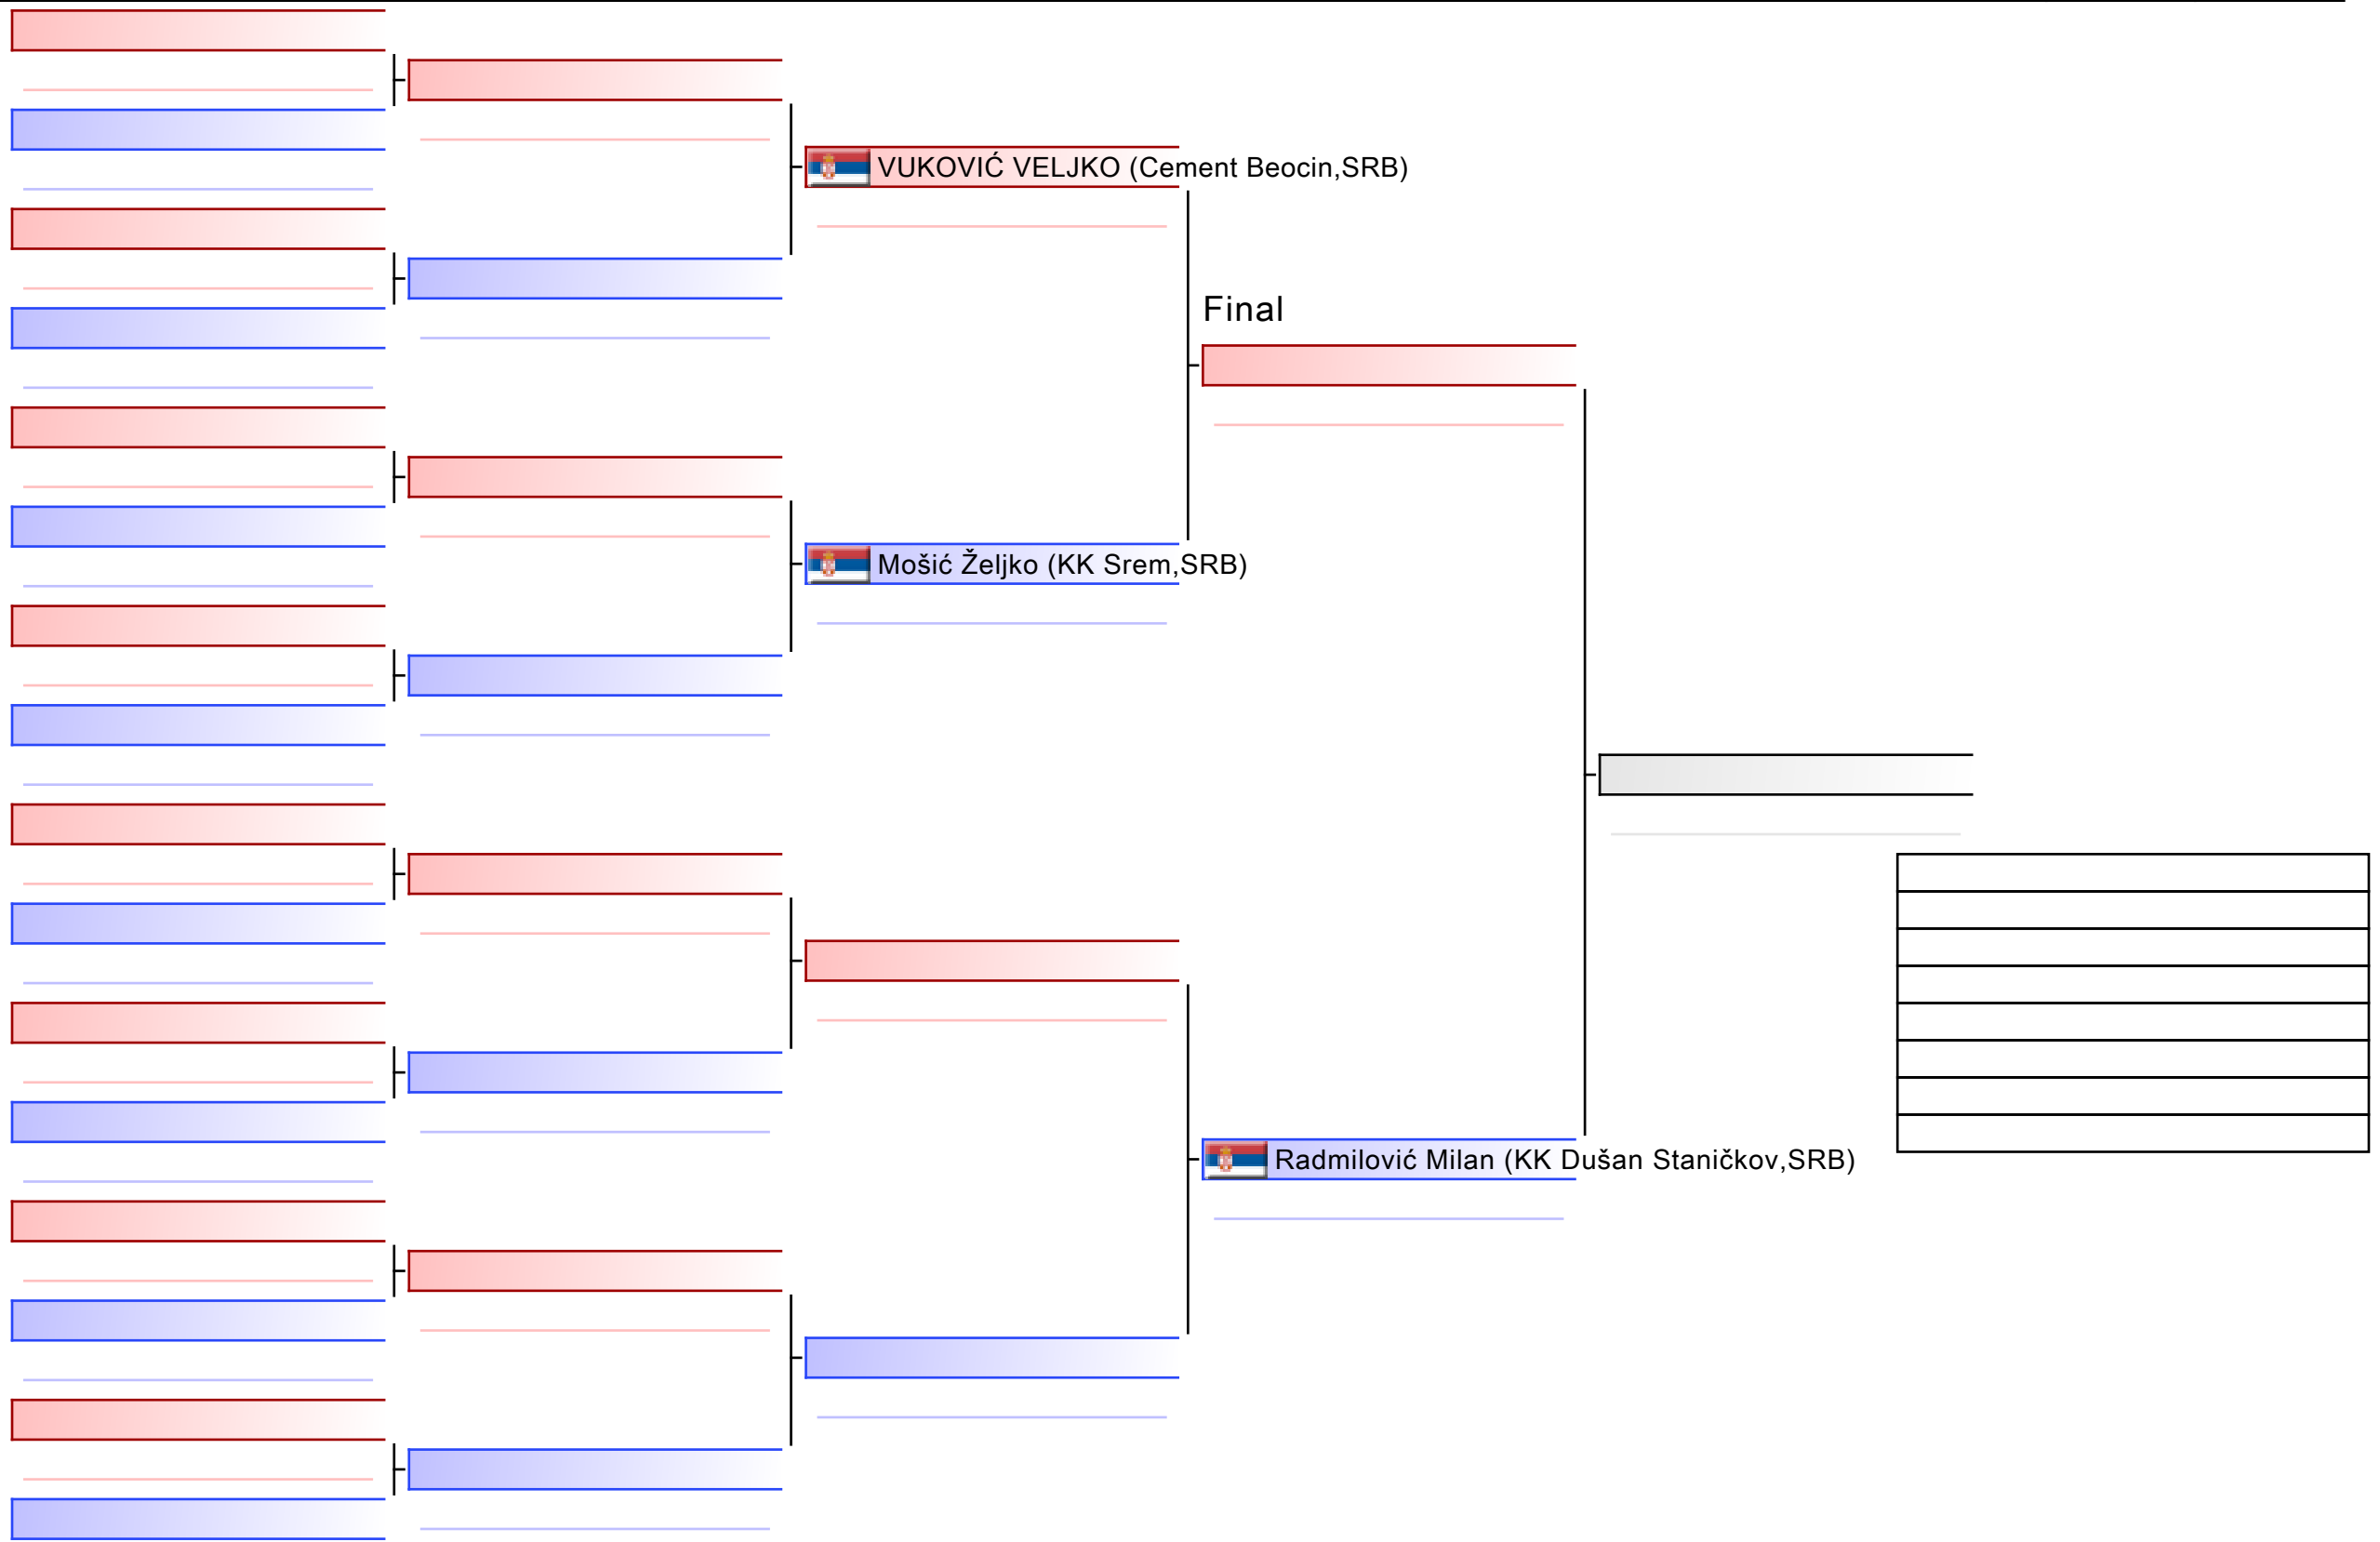 VUKOVIĆ VELJKO (Cement Beocin,SRB)
Final
Mošić Željko (KK Srem,SRB)
Radmilović Milan (KK Dušan Staničkov,SRB)